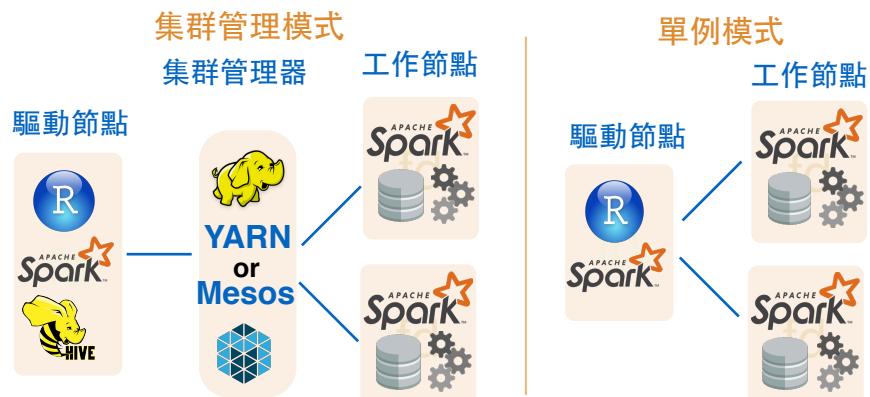 集群管理模式
集群管理器
工作節點
驅動節點
R
APACHE
Spark
HIVE
YARN
or
Mesos
APACHE
Spark
APACHE
Spark
單例模式
工作節點
驅動節點
R
APACHE
Spark
APACHE
Spark
APACHE
Spark